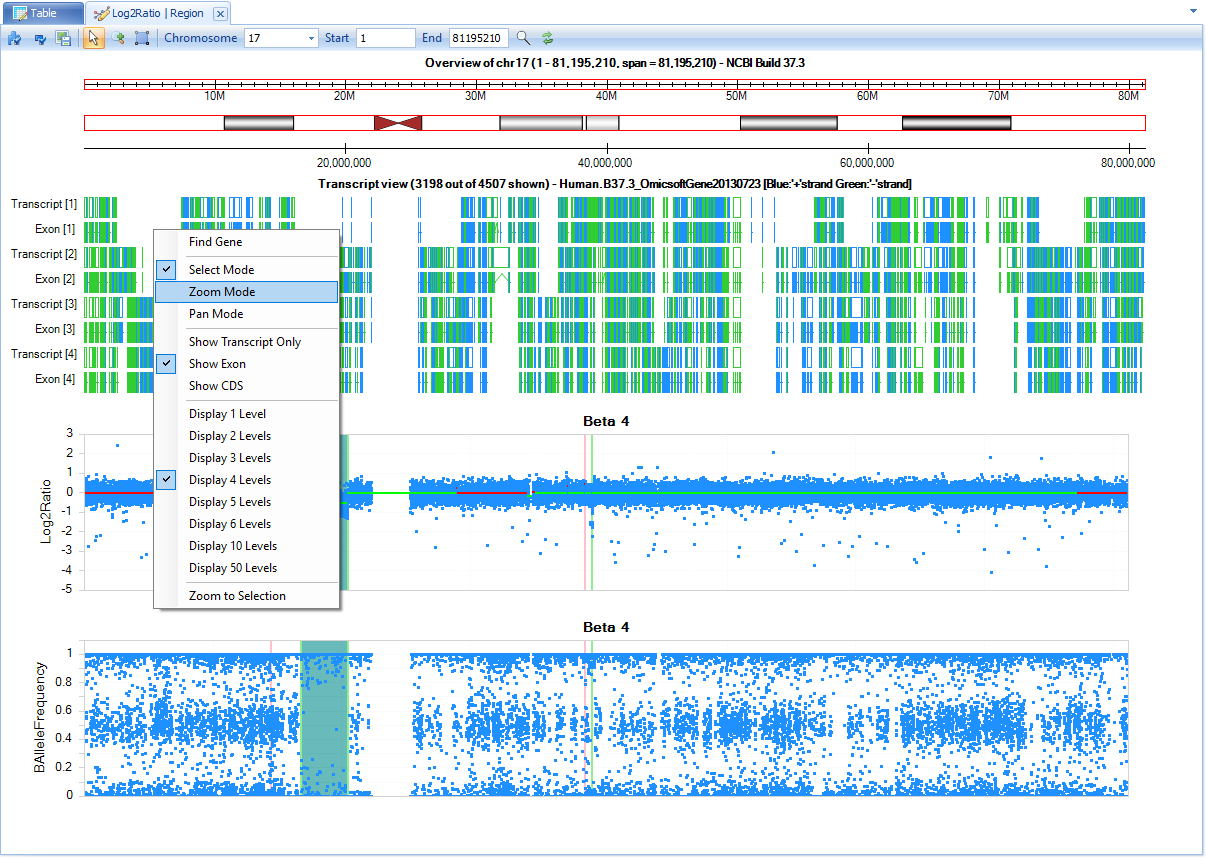 Table Log2Ratio | Region
Chromosome 17 Start 1 End 81195210
Overview of chr17 (1 - 81,195,210, span = 81,195,210) - NCBI Build 37.3
10M 20M 30M 40M 50M 60M 70M 80M
20,000,000 40,000,000 60,000,000 80,000,000
Transcript view (3198 out of 4507 shown) - Human.B37.3_OmicsoftGene20130723 [Blue:'+'strand Green:'-'strand]
Transcript [1]
Exon [1]
Transcript [2]
Exon [2]
Transcript [3]
Exon [3]
Transcript [4]
Exon [4]
Find Gene
Select Mode
Zoom Mode
Pan Mode
Show Transcript Only
Show Exon
Show CDS
Display 1 Level
Display 2 Levels
Display 3 Levels
Display 4 Levels
Display 5 Levels
Display 6 Levels
Display 10 Levels
Display 50 Levels
Zoom to Selection
Beta 4
Log2Ratio
3
2
1
0
-1
-2
-3
-4
-5
Beta 4
BAlleleFrequency
1
0.8
0.6
0.4
0.2
0